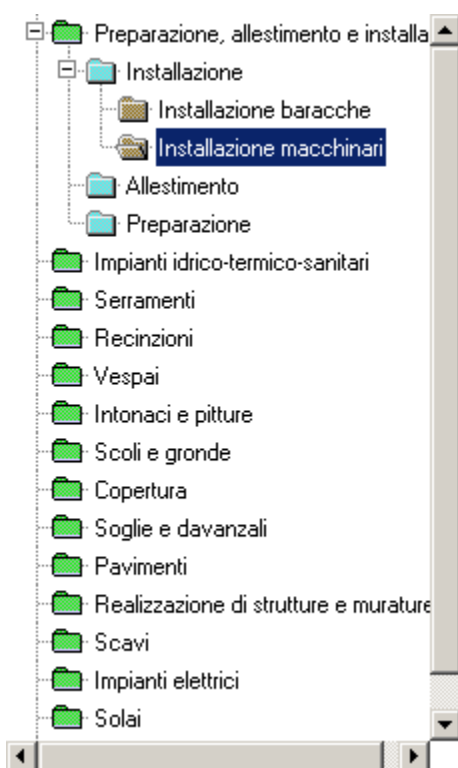 Preparazione, allestimento e installa
Installazione
Installazione baracche
Installazione macchinari
Allestimento
Preparazione
Impianti idrico-termico-sanitari
Serramenti
Recinzioni
Vespai
Intonaci e pitture
Scoli e gronde
Copertura
Soglie e davanzali
Pavimenti
Realizzazione di strutture e murature
Scavi
Impianti elettrici
Solai